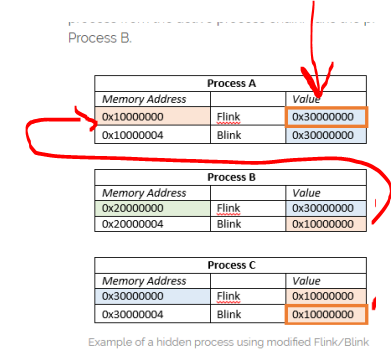 Process B.
Process A
Memory Address Value
0x10000000 Flink 0x30000000
0x10000004 Blink 0x30000000
Process B
Memory Address Value
0x20000000 Flink 0x30000000
0x20000004 Blink 0x10000000
Process C
Memory Address Value
0x30000000 Flink 0x10000000
0x30000004 Blink 0x10000000
Example of a hidden process using modified Flink/Blink